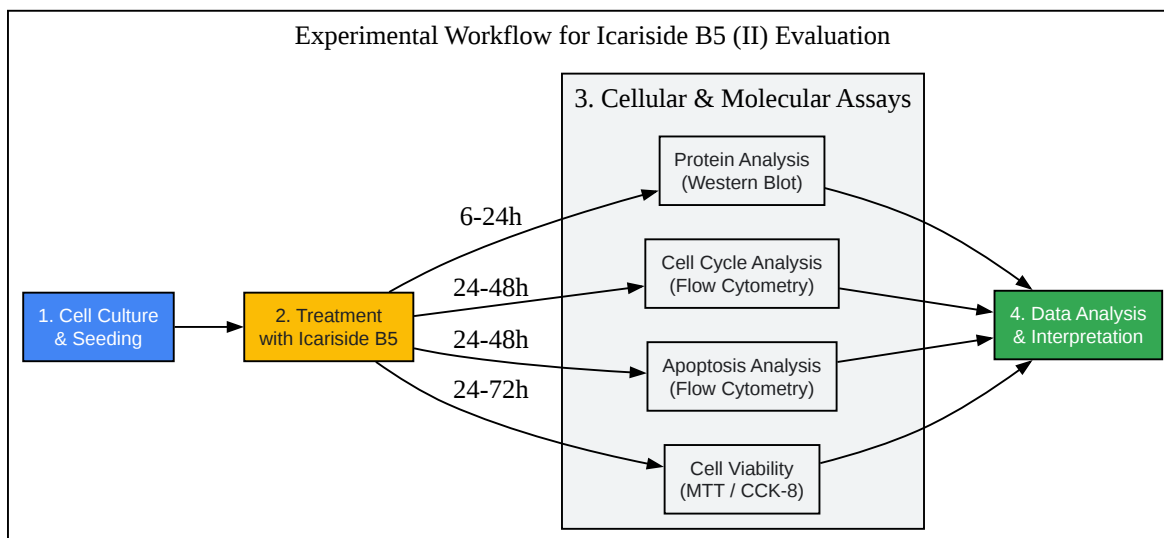 Experimental Workflow for Icariside B5 (II) Evaluation
1. Cell Culture
& Seeding
2. Treatment
with Icariside B5
6-24h
24-48h
24-48h
24-72h
3. Cellular & Molecular Assays
Protein Analysis
(Western Blot)
Cell Cycle Analysis
(Flow Cytometry)
Apoptosis Analysis
(Flow Cytometry)
Cell Viability
(MTT / CCK-8)
4. Data Analysis
& Interpretation